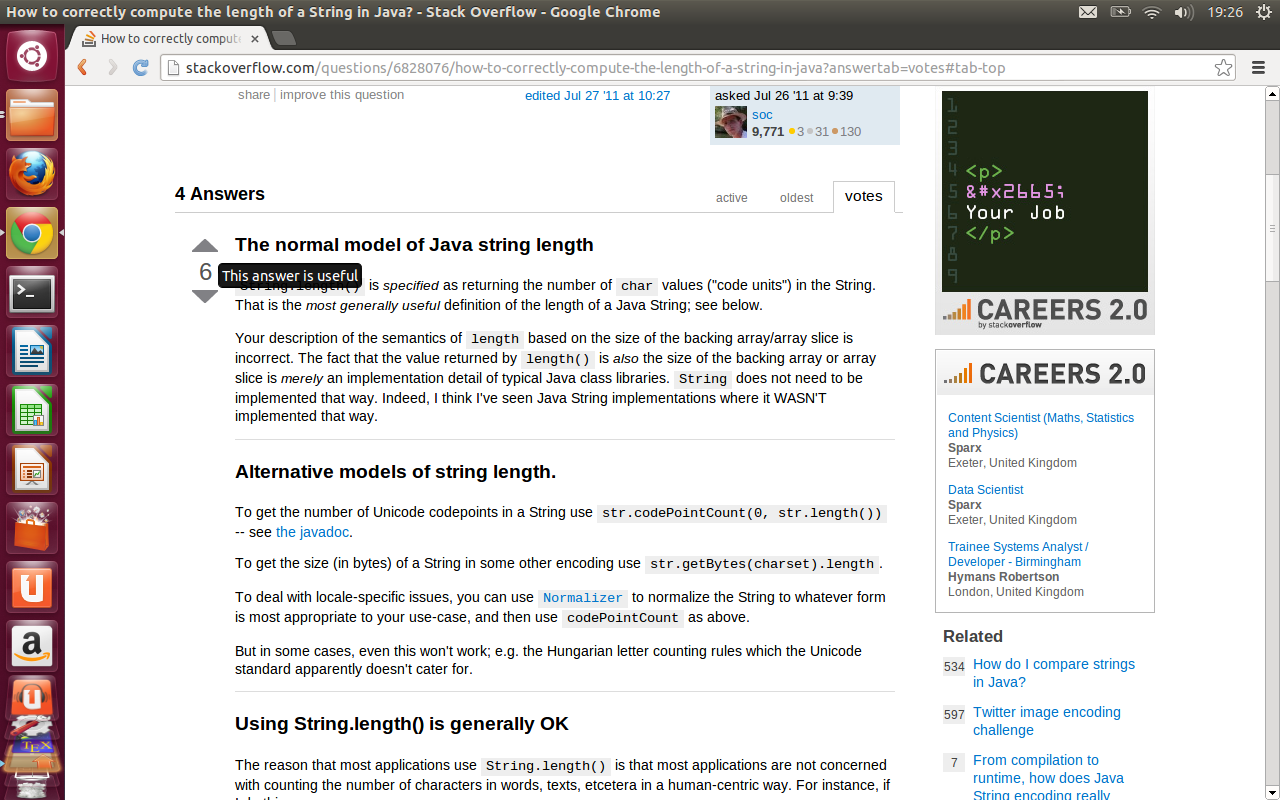 How to correctly compute the length of a String in Java? - Stack Overflow - Google Chrome
19:26
How to correctly compute
stackoverflow.com/questions/6828076/how-to-correctly-compute-the-length-of-a-string-in-java?answertab=votes#tab-top
share | improve this question
edited Jul 27 '11 at 10:27
asked Jul 26 '11 at 9:39
soc
9,771 3 31 130
4 Answers
active oldest votes
The normal model of Java string length
6
This answer is useful
String.length() is specified as returning the number of char values ("code units") in the String.
That is the most generally useful definition of the length of a Java String; see below.
Your description of the semantics of length based on the size of the backing array/array slice is
incorrect. The fact that the value returned by length() is also the size of the backing array or array
slice is merely an implementation detail of typical Java class libraries. String does not need to be
implemented that way. Indeed, I think I've seen Java String implementations where it WASN'T
implemented that way.
Alternative models of string length.
To get the number of Unicode codepoints in a String use str.codePointCount(0, str.length())
-- see the javadoc.
To get the size (in bytes) of a String in some other encoding use str.getBytes(charset).length.
To deal with locale-specific issues, you can use Normalizer to normalize the String to whatever form
is most appropriate to your use-case, and then use codePointCount as above.
But in some cases, even this won't work; e.g. the Hungarian letter counting rules which the Unicode
standard apparently doesn't cater for.
Using String.length() is generally OK
The reason that most applications use String.length() is that most applications are not concerned
with counting the number of characters in words, texts, etcetera in a human-centric way. For instance, if
1
2
3
4 <p>
5 &#x2665;
6 Your Job
7 </p>
8
9
CAREERS 2.0
by stackoverflow
CAREERS 2.0
Content Scientist (Maths, Statistics
and Physics)
Sparx
Exeter, United Kingdom
Data Scientist
Sparx
Exeter, United Kingdom
Trainee Systems Analyst /
Developer - Birmingham
Hymans Robertson
London, United Kingdom
Related
534 How do I compare strings
in Java?
597 Twitter image encoding
challenge
7 From compilation to
runtime, how does Java
String encoding really